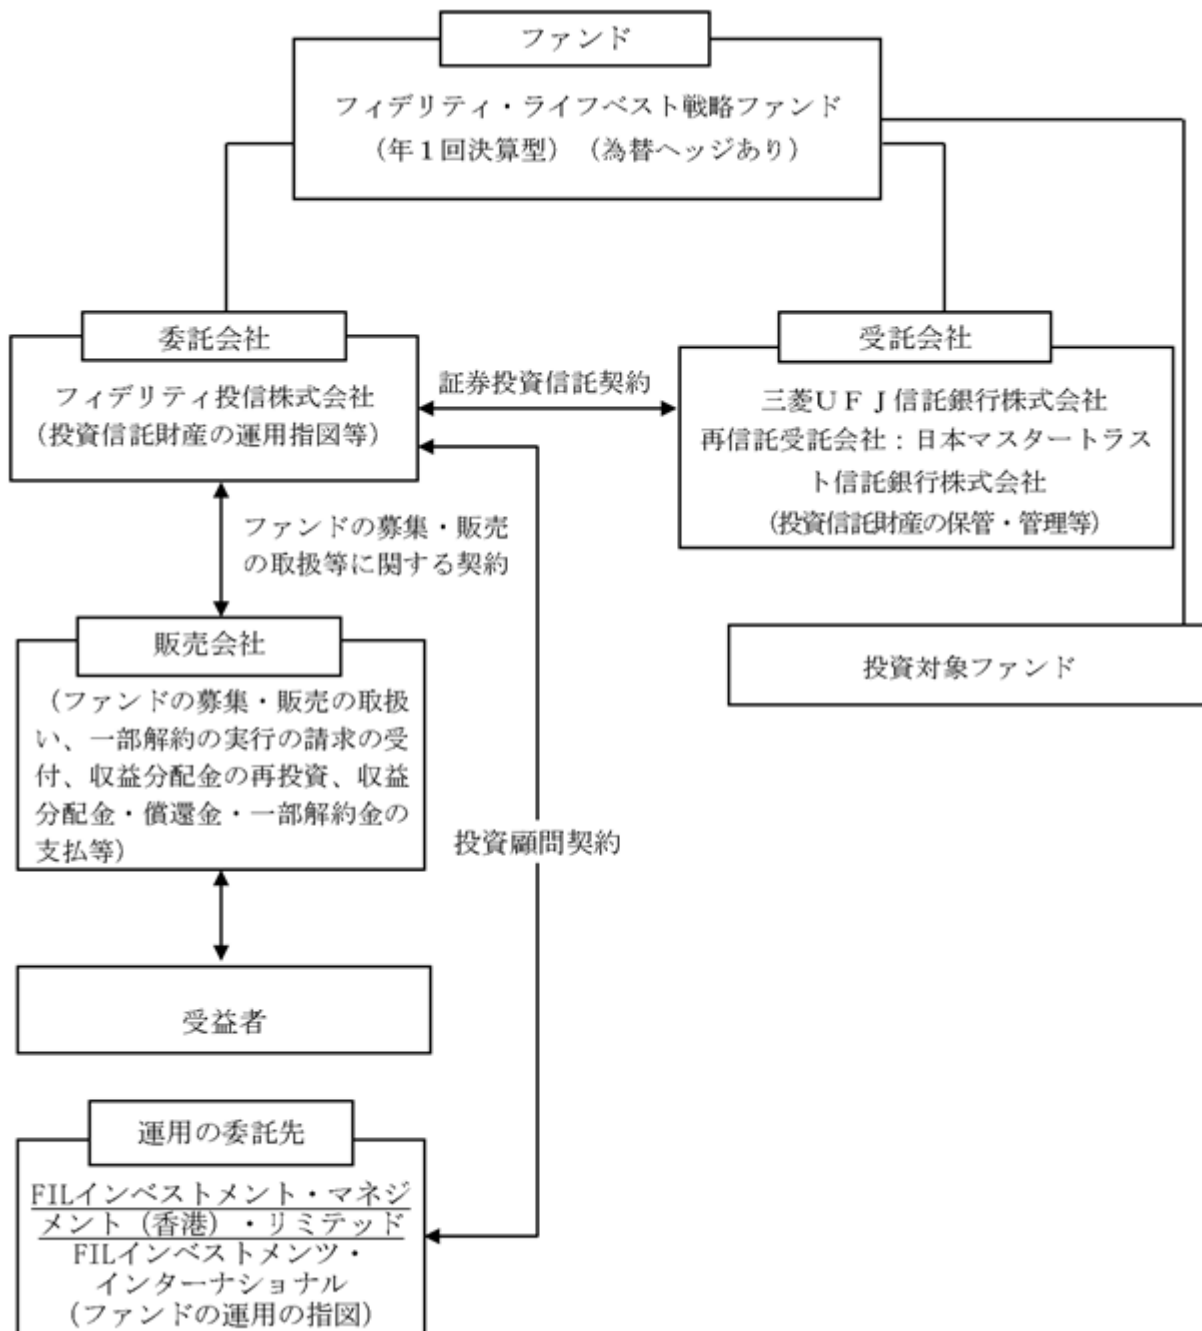 ファンド
フィデリティ・ライフベスト戦略ファンド
(年１回決算型)(為替ヘッジあり)
委託会社
フィデリティ投信株式会社
(投資信託財産の運用指図等)
証券投資信託契約
受託会社
三菱ＵＦＪ信託銀行株式会社
再信託受託会社：日本マスタートラス
ト信託銀行株式会社
(投資信託財産の保管・管理等)
ファンドの募集・販売
の取扱等に関する契約
販売会社
(ファンドの募集・販売の取扱
い、一部解約の実行の請求の受
付、収益分配金の再投資、収益
分配金・償還金・一部解約金の
支払等)
投資対象ファンド
投資顧問契約
受益者
運用の委託先
FILインベストメント・マネジ
メント(香港)・リミテッド
FILインベストメンツ・
インターナショナル
(ファンドの運用の指図)